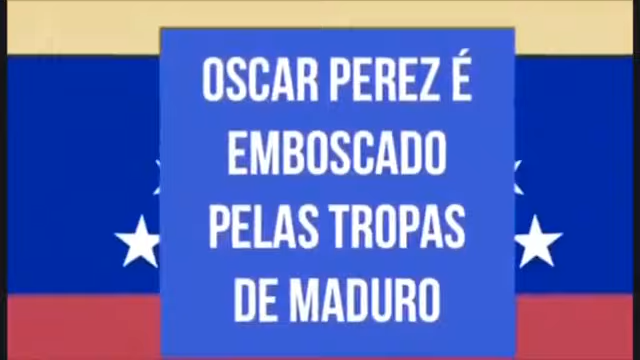 OSCAR PEREZ É
EMBOSCADO
PELAS TROPAS
DE MADURO